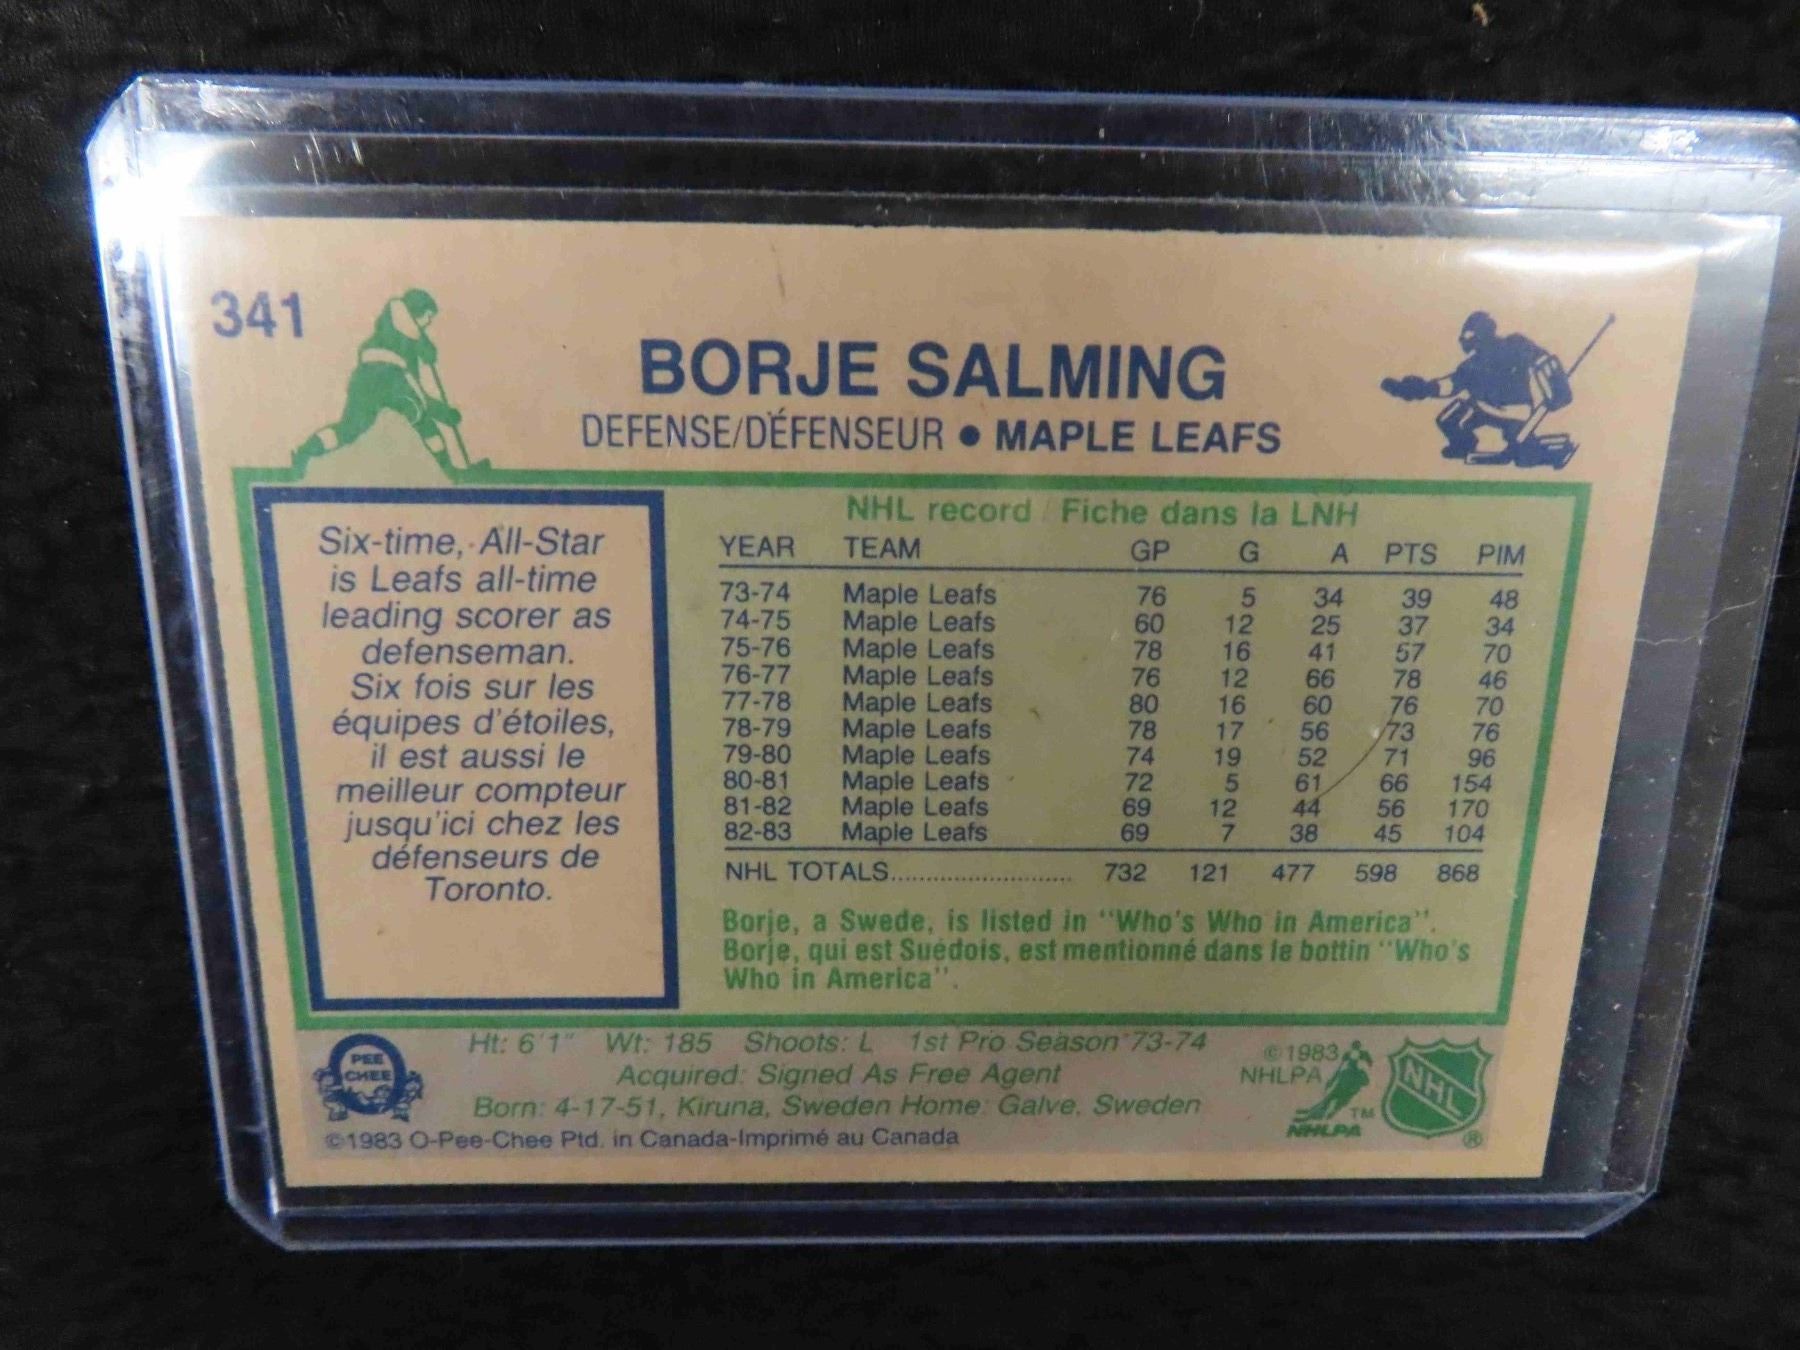 341
BORJE SALMING
DEFENSE/DÉFENSEUR • MAPLE LEAFS
Six-time, All-Star
is Leafs all-time
leading scorer as
defenseman.
Six fois sur les
équipes d'étoiles,
il est aussi le
meilleur compteur
jusqu'ici chez les
défenseurs de
Toronto.
NHL record / Fiche dans la LNH
YEAR TEAM GP G A PTS PIM
73-74 Maple Leafs 76 5 34 39 48
74-75 Maple Leafs 60 12 25 37 34
75-76 Maple Leafs 78 16 41 57 70
76-77 Maple Leafs 76 12 66 78 46
77-78 Maple Leafs 80 16 60 76 70
78-79 Maple Leafs 78 17 56 73 76
79-80 Maple Leafs 74 19 52 71 96
80-81 Maple Leafs 72 5 61 66 154
81-82 Maple Leafs 69 12 44 56 170
82-83 Maple Leafs 69 7 38 45 104
NHL TOTALS.......................... 732 121 477 598 868
Borje, a Swede, is listed in "Who's Who in America".
Borje, qui est Suédois, est mentionné dans le bottin "Who's
Who in America".
PEE
CHEE
Ht: 6'1" Wt: 185 Shoots: L 1st Pro Season '73-74
Acquired: Signed As Free Agent
Born: 4-17-51, Kiruna, Sweden Home: Galve, Sweden
©1983 O-Pee-Chee Ptd. in Canada-Imprimé au Canada
©1983
NHLPA
TM
NHLPA
NHL
®